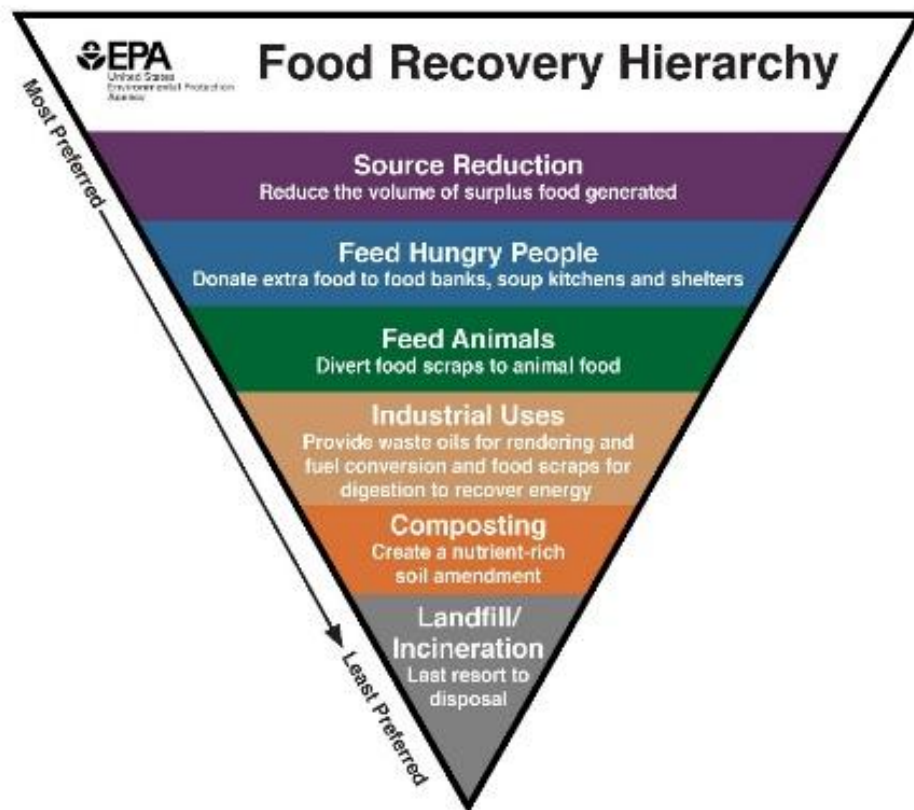 EPA
United States
Environmental Protection
Agency
Food Recovery Hierarchy
Most Preferred
Source Reduction
Reduce the volume of surplus food generated
Feed Hungry People
Donate extra food to food banks, soup kitchens and shelters
Feed Animals
Divert food scraps to animal food
Industrial Uses
Provide waste oils for rendering and
fuel conversion and food scraps for
digestion to recover energy
Composting
Create a nutrient-rich
soil amendment
Landfill/
Incineration
Last resort to
disposal
Least Preferred